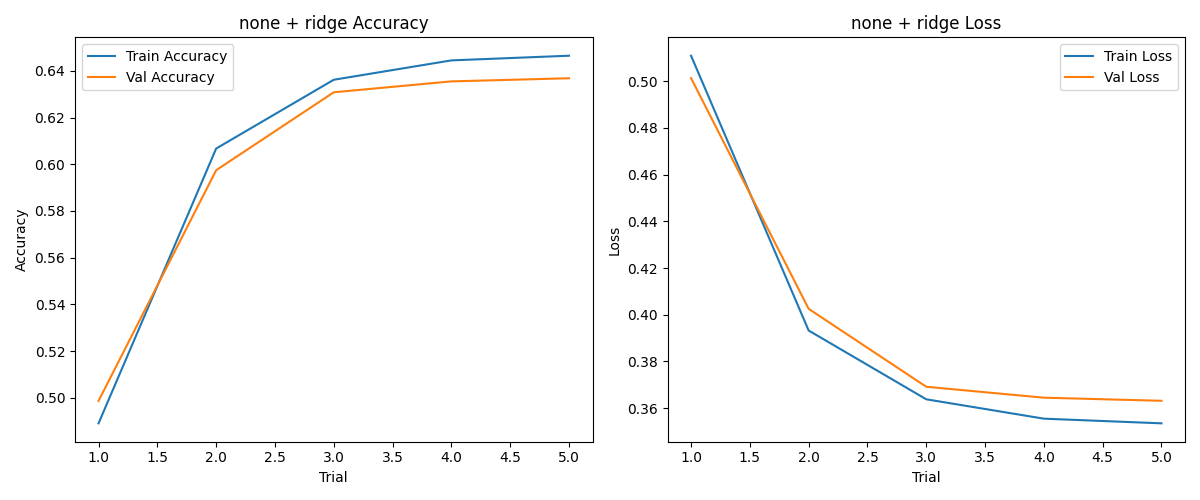 none + ridge Accuracy
Train Accuracy
Val Accuracy
Accuracy
0.64
0.62
0.60
0.58
0.56
0.54
0.52
0.50
1.0 1.5 2.0 2.5 3.0 3.5 4.0 4.5 5.0
Trial
none + ridge Loss
Train Loss
Val Loss
Loss
0.50
0.48
0.46
0.44
0.42
0.40
0.38
0.36
1.0 1.5 2.0 2.5 3.0 3.5 4.0 4.5 5.0
Trial